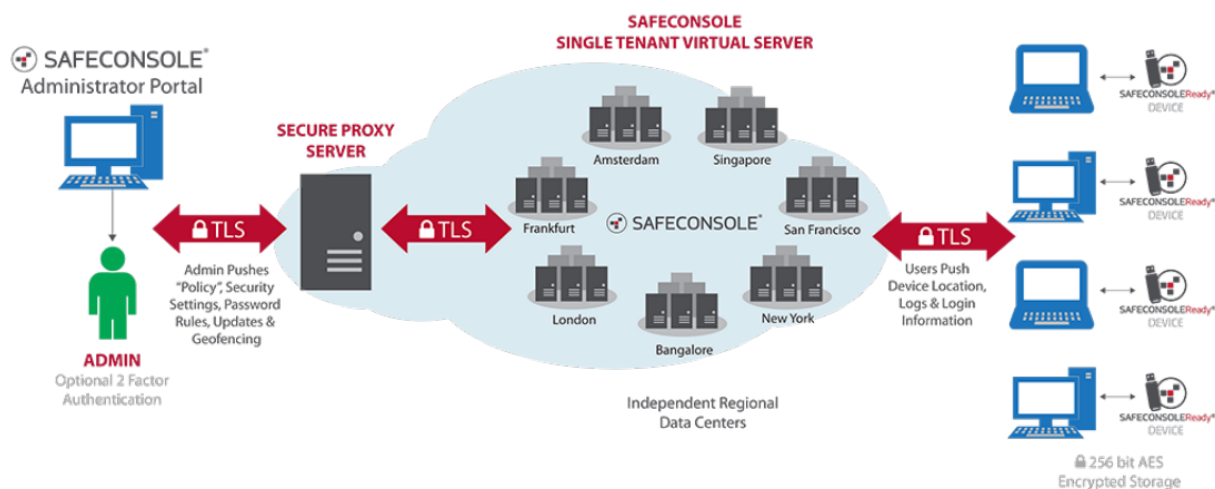 SAFECONSOLE®
Administrator Portal
ADMIN
Optional 2 Factor
Authentication
TLS
Admin Pushes
"Policy", Security
Settings, Password
Rules, Updates &
Geofencing
SECURE PROXY
SERVER
TLS
SAFECONSOLE
SINGLE TENANT VIRTUAL SERVER
Amsterdam
Singapore
Frankfurt
SAFECONSOLE®
San Francisco
London
New York
Bangalore
Independent Regional
Data Centers
TLS
Users Push
Device Location,
Logs & Login
Information
SAFECONSOLEReady®
DEVICE
SAFECONSOLEReady®
DEVICE
SAFECONSOLEReady®
DEVICE
SAFECONSOLEReady®
DEVICE
256 bit AES
Encrypted Storage